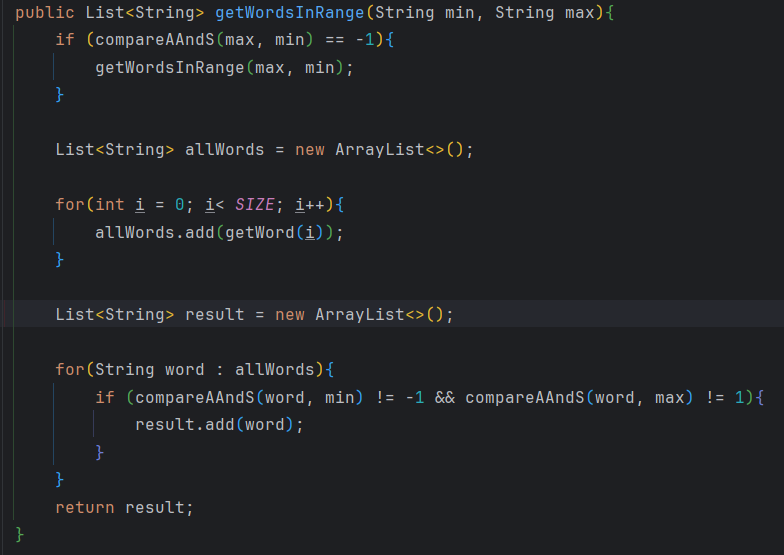 public List<String> getWordsInRange(String min, String max){
    if (compareAAndS(max, min) == -1){
        getWordsInRange(max, min);
    }

    List<String> allWords = new ArrayList<>();

    for(int i = 0; i< SIZE; i++){
        allWords.add(getWord(i));
    }

    List<String> result = new ArrayList<>();

    for(String word : allWords){
        if (compareAAndS(word, min) != -1 && compareAAndS(word, max) != 1){
            result.add(word);
        }
    }
    return result;
}